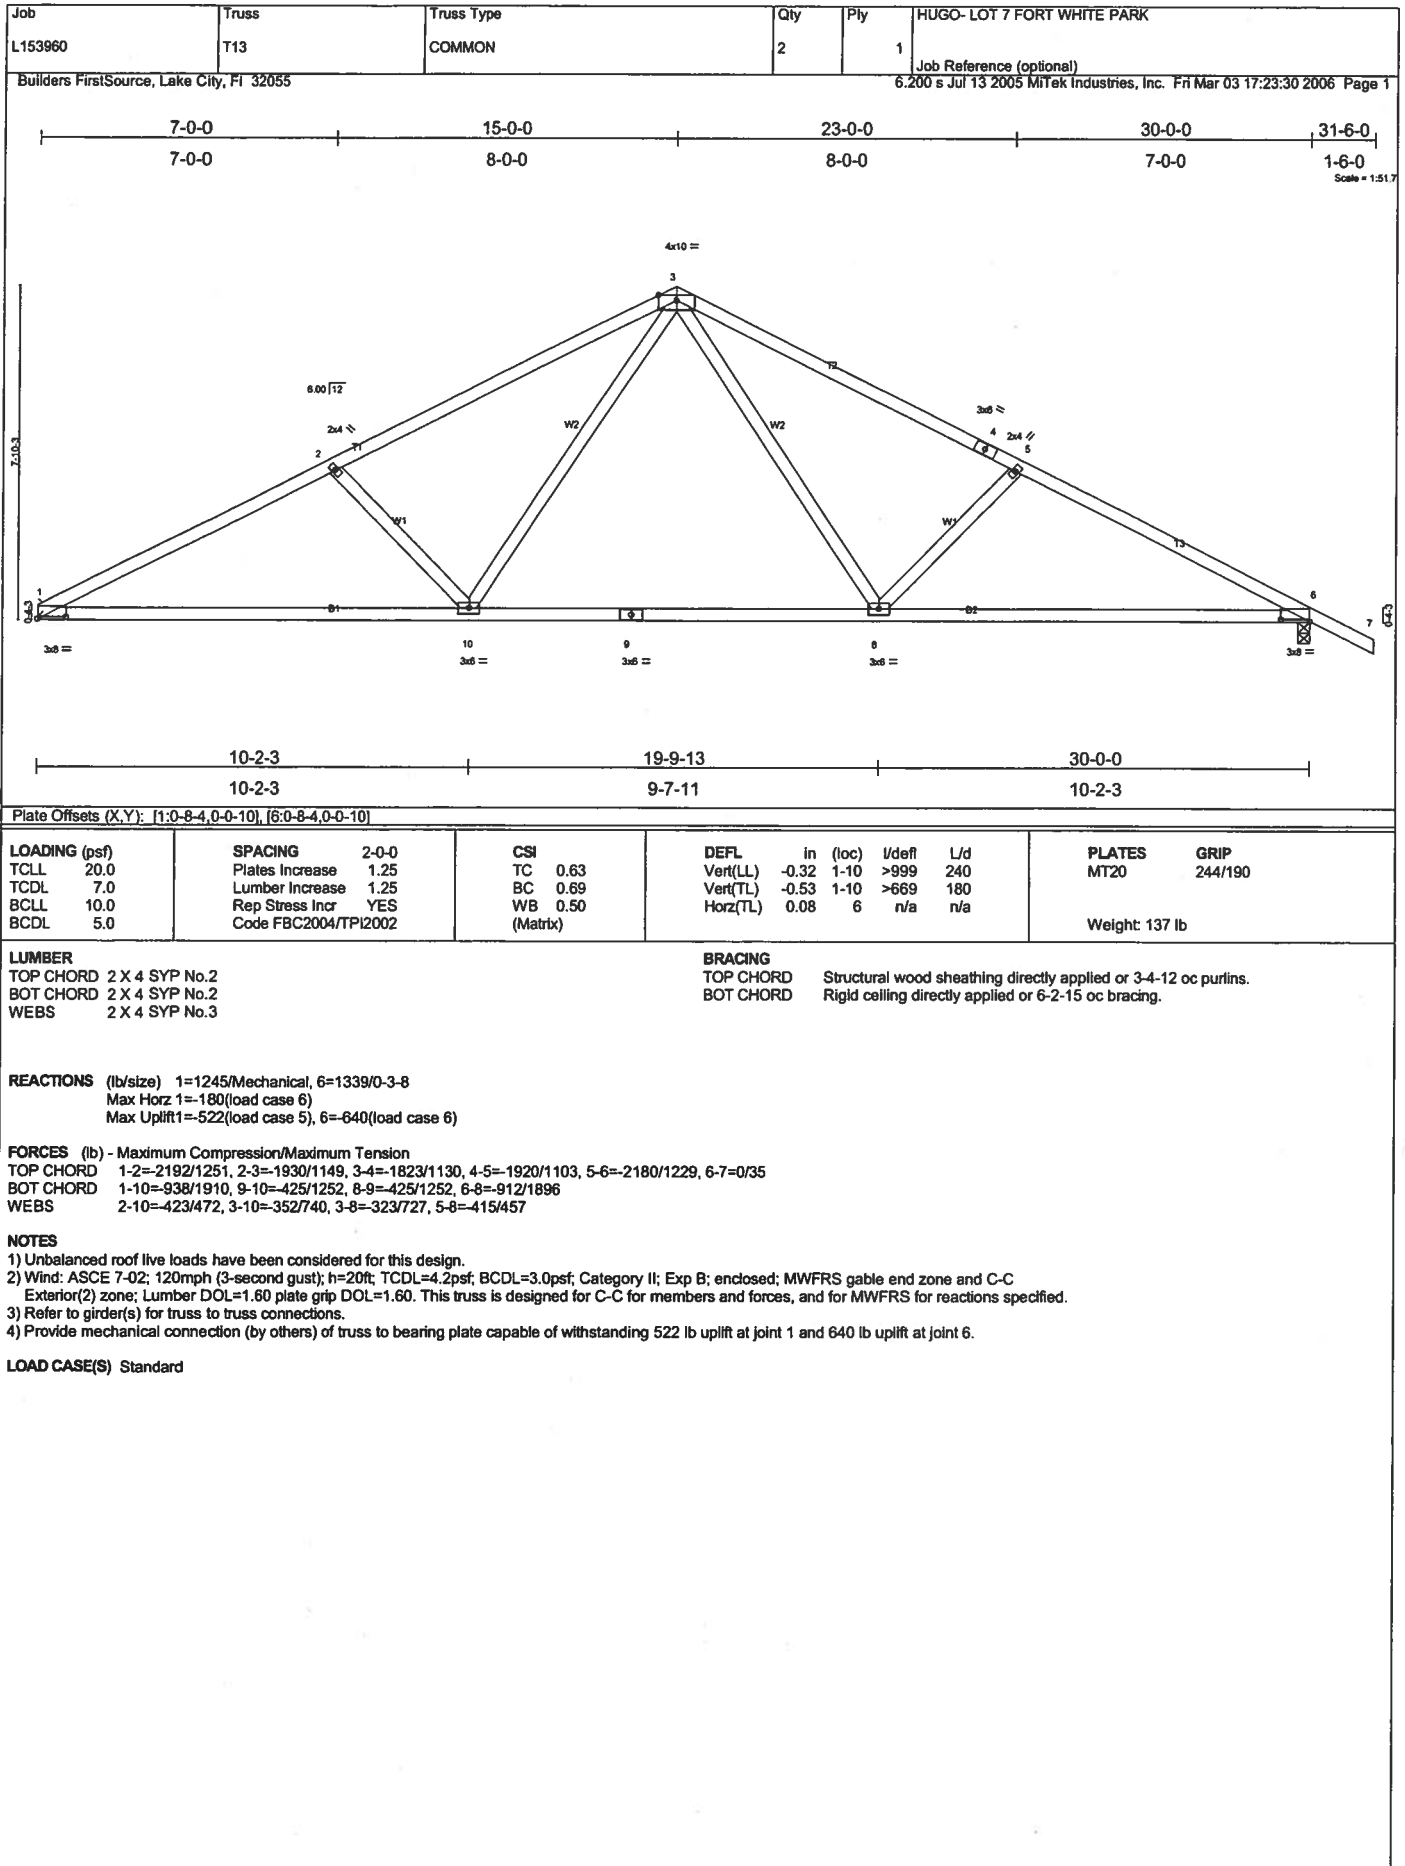 Job Truss Truss Type Qty Ply HUGO- LOT 7 FORT WHITE PARK
L153960 T13 COMMON 2 1
Job Reference (optional)
Builders FirstSource, Lake City, Fl 32055 6.200 s Jul 13 2005 MiTek Industries, Inc. Fri Mar 03 17:23:30 2006 Page 1
7-0-0 15-0-0 23-0-0 30-0-0 31-6-0
7-0-0 8-0-0 8-0-0 7-0-0 1-6-0
Scale = 1:51.7
4x10 =
3
T2
6.00 12
3x6
2x4
W2
W2
4
2x4
2
T1
5
7-10-3
W1
W1
T3
1
6
0-4-3
B1
B2
7
0-4-3
10
9
8
3x8 =
3x6 =
3x6 =
3x6 =
3x8 =
10-2-3 19-9-13 30-0-0
10-2-3 9-7-11 10-2-3
Plate Offsets (X,Y): [1:0-8-4,0-0-10], [6:0-8-4,0-0-10]
LOADING (psf) SPACING 2-0-0 CSI DEFL in (loc) l/defl L/d PLATES GRIP
TCLL 20.0 Plates Increase 1.25 TC 0.63 Vert(LL) -0.32 1-10 >999 240 MT20 244/190
TCDL 7.0 Lumber Increase 1.25 BC 0.69 Vert(TL) -0.53 1-10 >669 180
BCLL 10.0 Rep Stress Incr YES WB 0.50 Horz(TL) 0.08 6 n/a n/a
BCDL 5.0 Code FBC2004/TPI2002 (Matrix) Weight: 137 lb
LUMBER BRACING
TOP CHORD 2 X 4 SYP No.2 TOP CHORD Structural wood sheathing directly applied or 3-4-12 oc purlins.
BOT CHORD 2 X 4 SYP No.2 BOT CHORD Rigid ceiling directly applied or 6-2-15 oc bracing.
WEBS 2 X 4 SYP No.3
REACTIONS (lb/size) 1=1245/Mechanical, 6=1339/0-3-8
Max Horz 1=-180(load case 6)
Max Uplift1=-522(load case 5), 6=-640(load case 6)
FORCES (lb) - Maximum Compression/Maximum Tension
TOP CHORD 1-2=-2192/1251, 2-3=-1930/1149, 3-4=-1823/1130, 4-5=-1920/1103, 5-6=-2180/1229, 6-7=0/35
BOT CHORD 1-10=-938/1910, 9-10=-425/1252, 8-9=-425/1252, 6-8=-912/1896
WEBS 2-10=-423/472, 3-10=-352/740, 3-8=-323/727, 5-8=-415/457
NOTES
1) Unbalanced roof live loads have been considered for this design.
2) Wind: ASCE 7-02; 120mph (3-second gust); h=20ft; TCDL=4.2psf; BCDL=3.0psf; Category II; Exp B; enclosed; MWFRS gable end zone and C-C
Exterior(2) zone; Lumber DOL=1.60 plate grip DOL=1.60. This truss is designed for C-C for members and forces, and for MWFRS for reactions specified.
3) Refer to girder(s) for truss to truss connections.
4) Provide mechanical connection (by others) of truss to bearing plate capable of withstanding 522 lb uplift at joint 1 and 640 lb uplift at joint 6.
LOAD CASE(S) Standard